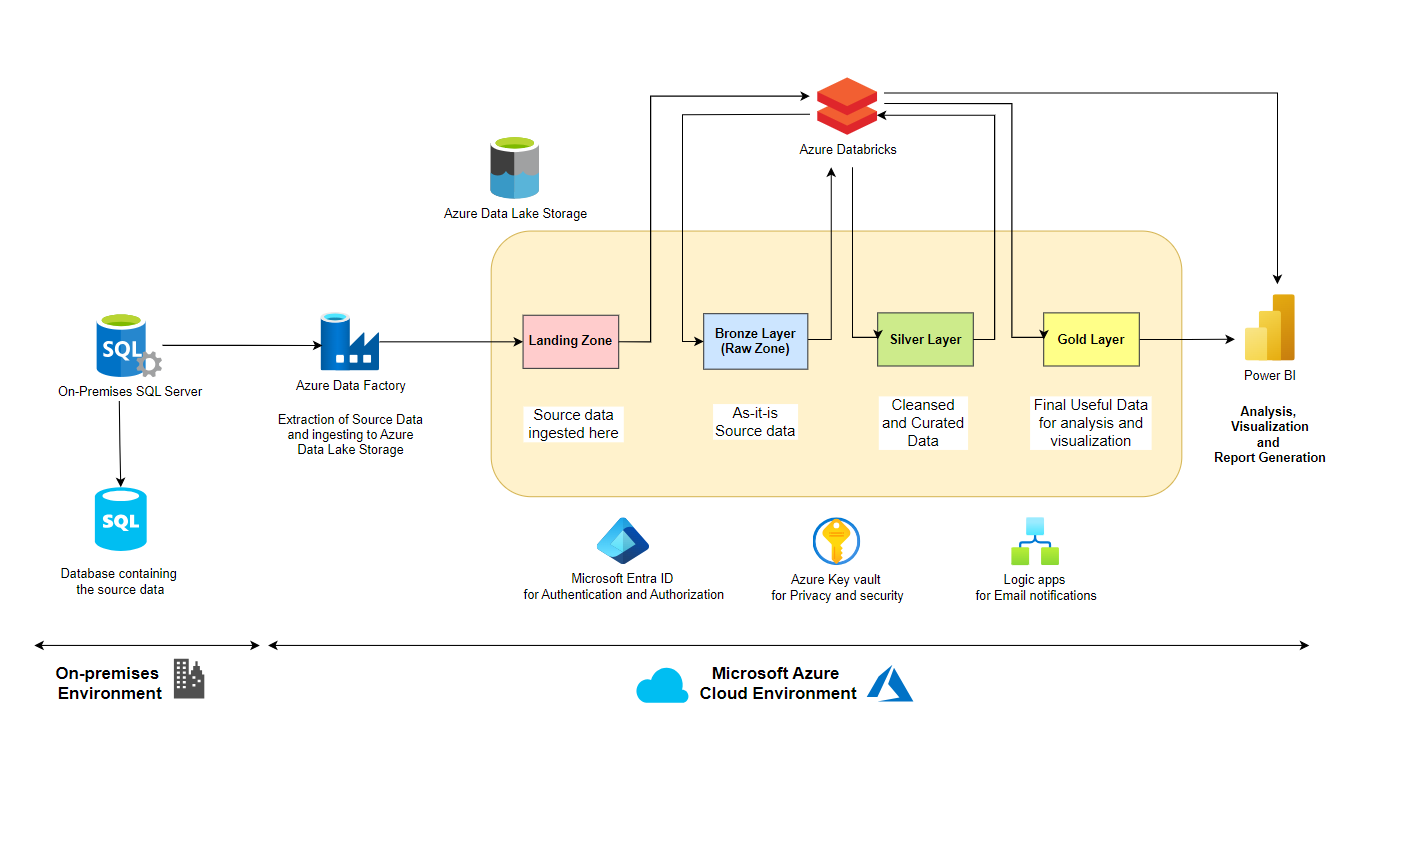 Azure Databricks
Azure Data Lake Storage
SQL
On-Premises SQL Server
Azure Data Factory
Extraction of Source Data
and ingesting to Azure
Data Lake Storage
Landing Zone
Bronze Layer
(Raw Zone)
Silver Layer
Gold Layer
Source data
ingested here
As-it-is
Source data
Cleansed
and Curated
Data
Final Useful Data
for analysis and
visualization
Power BI
Analysis,
Visualization
and
Report Generation
SQL
Database containing
the source data
Microsoft Entra ID
for Authentication and Authorization
Azure Key vault
for Privacy and security
Logic apps
for Email notifications
On-premises
Environment
Microsoft Azure
Cloud Environment